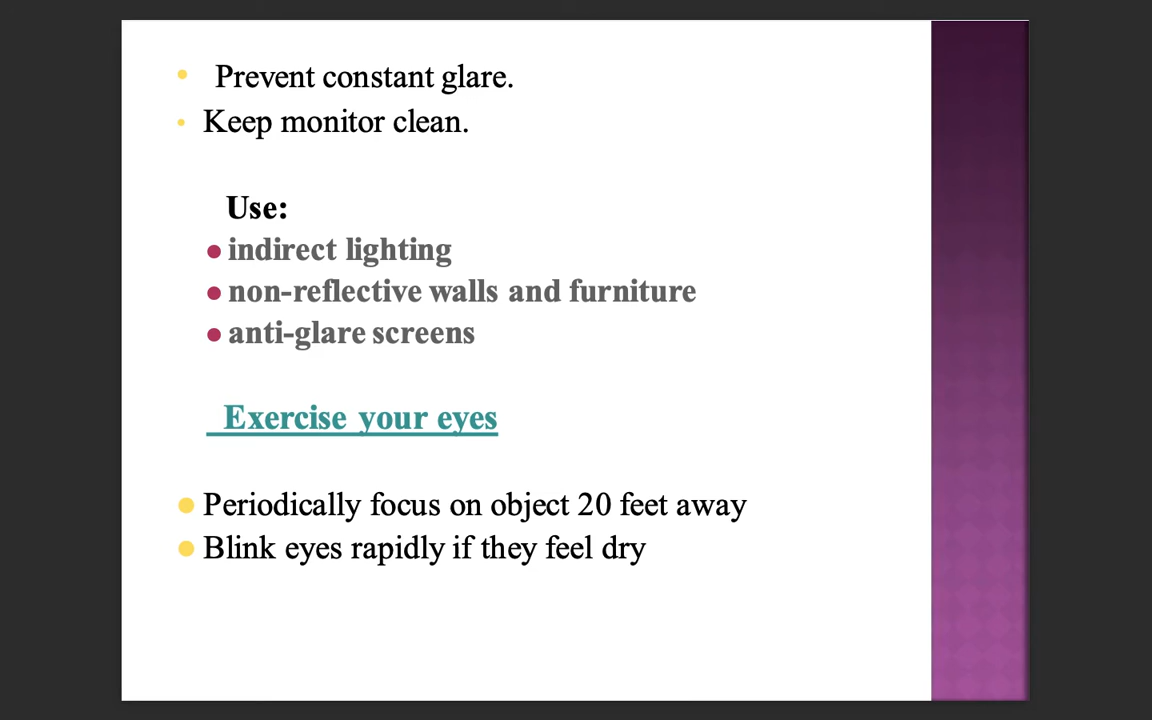 Prevent constant glare.
Keep monitor clean.
Use:
indirect lighting
non-reflective walls and furniture
anti-glare screens
Exercise your eyes
Periodically focus on object 20 feet away
Blink eyes rapidly if they feel dry